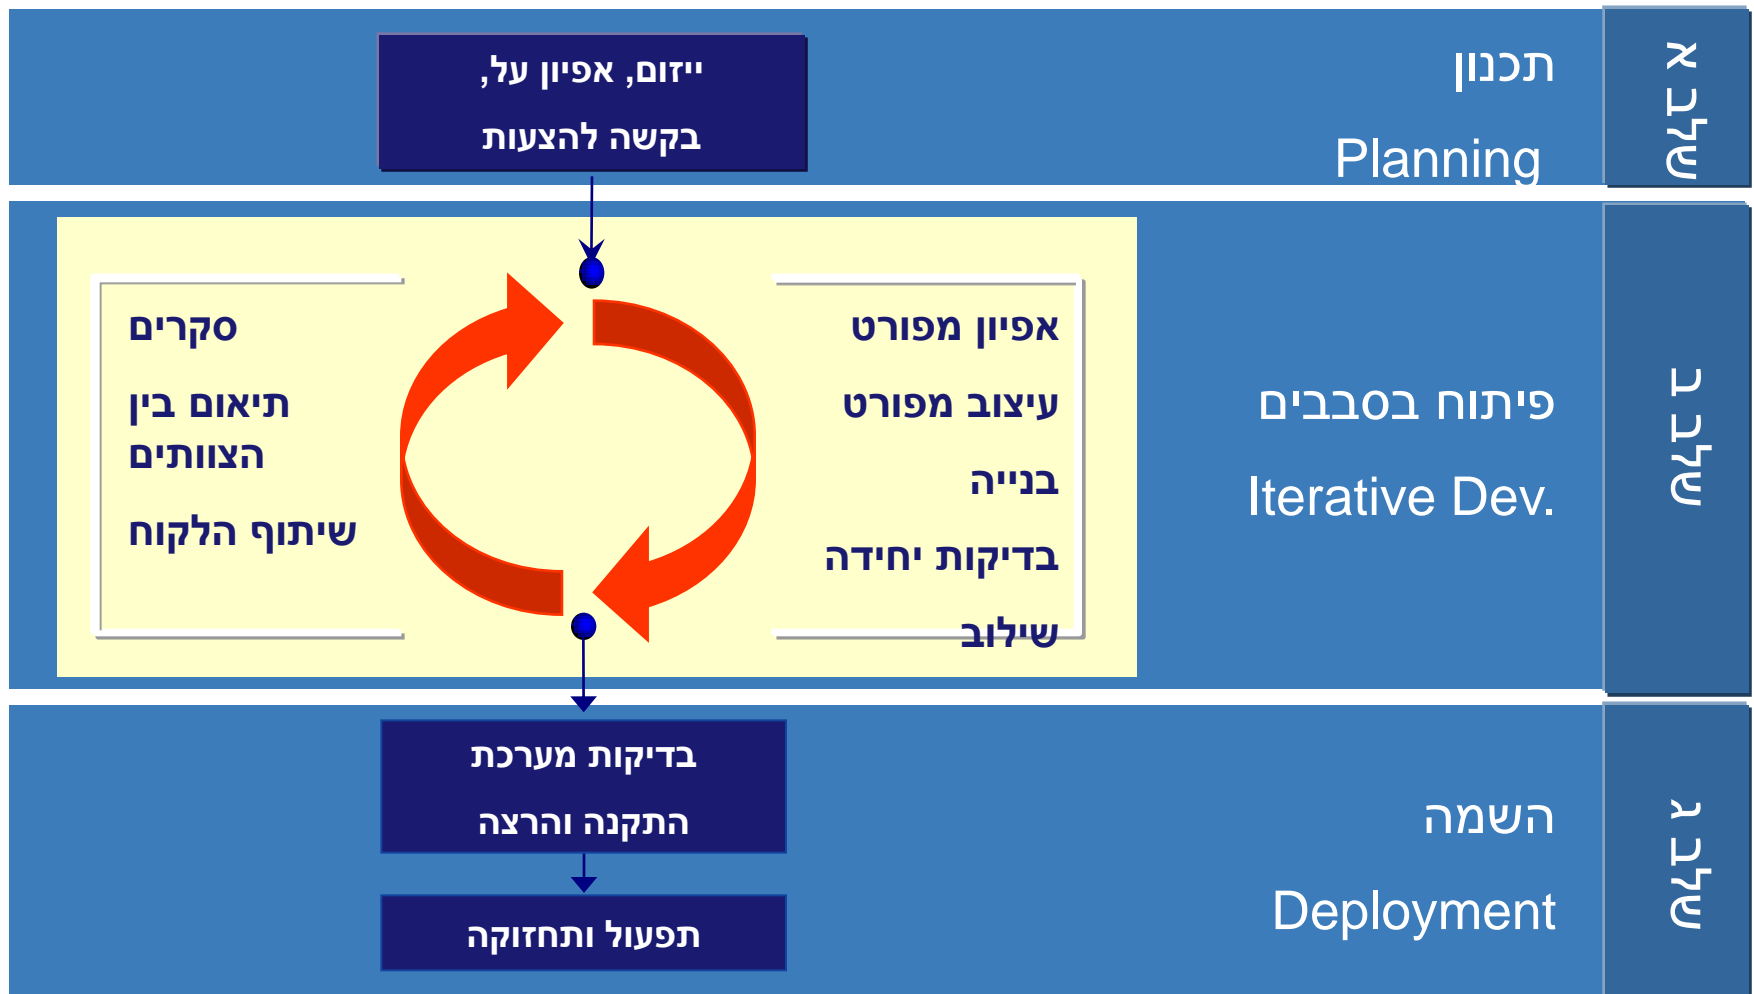 שלב א
תכנון
Planning
ייזום, אפיון על,
בקשה להצעות
שלב ב
פיתוח בסבבים
Iterative Dev.
אפיון מפורט
עיצוב מפורט
בנייה
בדיקות יחידה
שילוב
סקרים
תיאום בין
הצוותים
שיתוף הלקוח
שלב ג
השמה
Deployment
בדיקות מערכת
התקנה והרצה
תפעול ותחזוקה